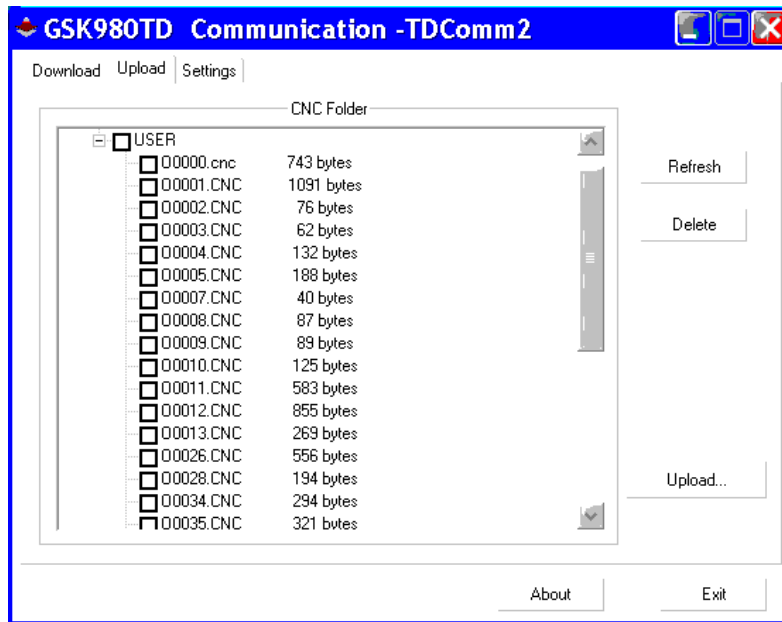 GSK980TD Communication -TDComm2
Download Upload Settings
CNC Folder
USER
O0000.cnc 743 bytes
O0001.CNC 1091 bytes
O0002.CNC 76 bytes
O0003.CNC 62 bytes
O0004.CNC 132 bytes
O0005.CNC 188 bytes
O0007.CNC 40 bytes
O0008.CNC 87 bytes
O0009.CNC 89 bytes
O0010.CNC 125 bytes
O0011.CNC 583 bytes
O0012.CNC 855 bytes
O0013.CNC 269 bytes
O0026.CNC 556 bytes
O0028.CNC 194 bytes
O0034.CNC 294 bytes
O0035.CNC 321 bytes
Refresh
Delete
Upload...
About Exit